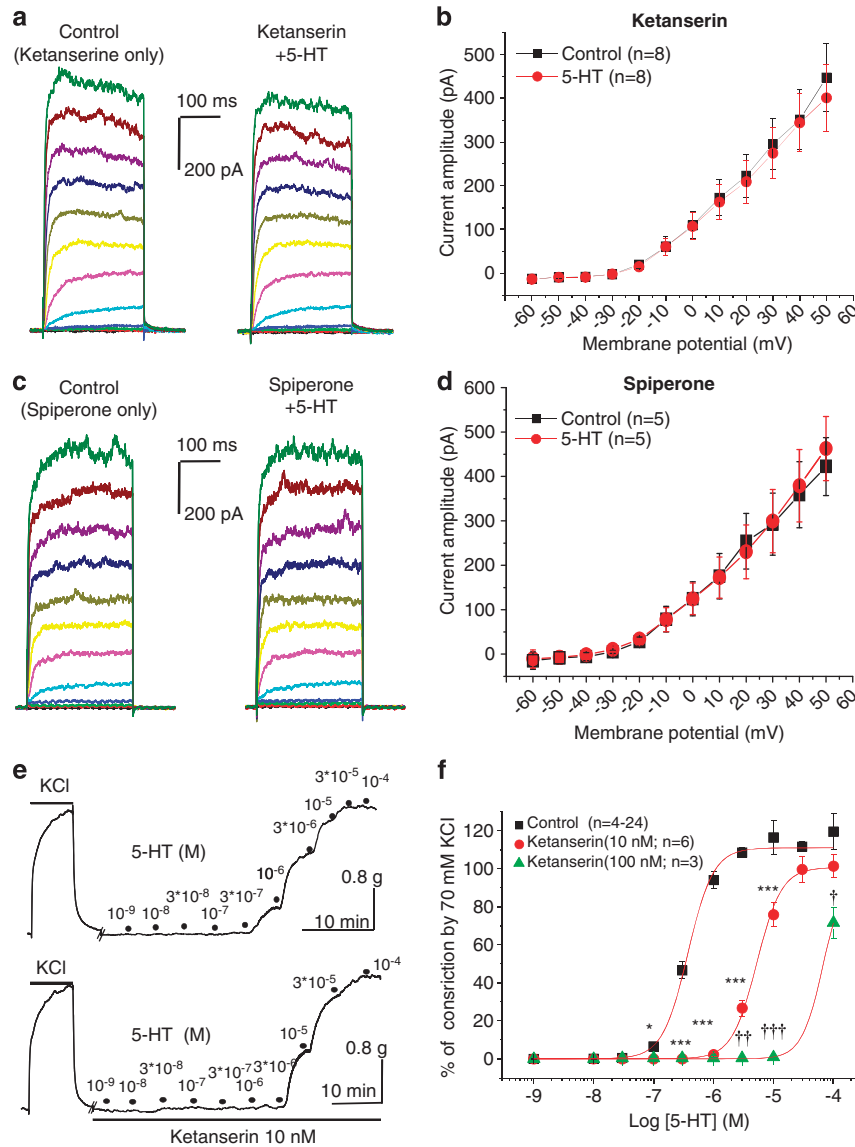 a
Control
(Ketanserine only)
Ketanserin
+5-HT
100 ms
200 pA
b
Ketanserin
Control (n=8)
5-HT (n=8)
Current amplitude (pA)
500
400
300
200
100
0
-60
-50
-40
-30
-20
-10
0
10
20
30
40
50
Membrane potential (mV)
c
Control
(Spiperone only)
Spiperone
+5-HT
100 ms
200 pA
d
Spiperone
Control (n=5)
5-HT (n=5)
Current amplitude (pA)
600
500
400
300
200
100
0
-60
-50
-40
-30
-20
-10
0
10
20
30
40
50
Membrane potential (mV)
e
KCl
5-HT (M)
10-9
10-8
3*10-8
10-7
3*10-7
10-6
3*10-6
10-5
3*10-5
10-4
0.8 g
10 min
KCl
5-HT (M)
10-9
10-8
3*10-8
10-7
3*10-7
10-6
3*10-6
10-5
3*10-5
10-4
0.8 g
10 min
Ketanserin 10 nM
f
Control (n=4-24)
Ketanserin(10 nM; n=6)
Ketanserin(100 nM; n=3)
% of consriction by 70 mM KCl
120
100
80
60
40
20
0
*
***
***
***
***
††
†††
†
-9
-8
-7
-6
-5
-4
Log [5-HT] (M)